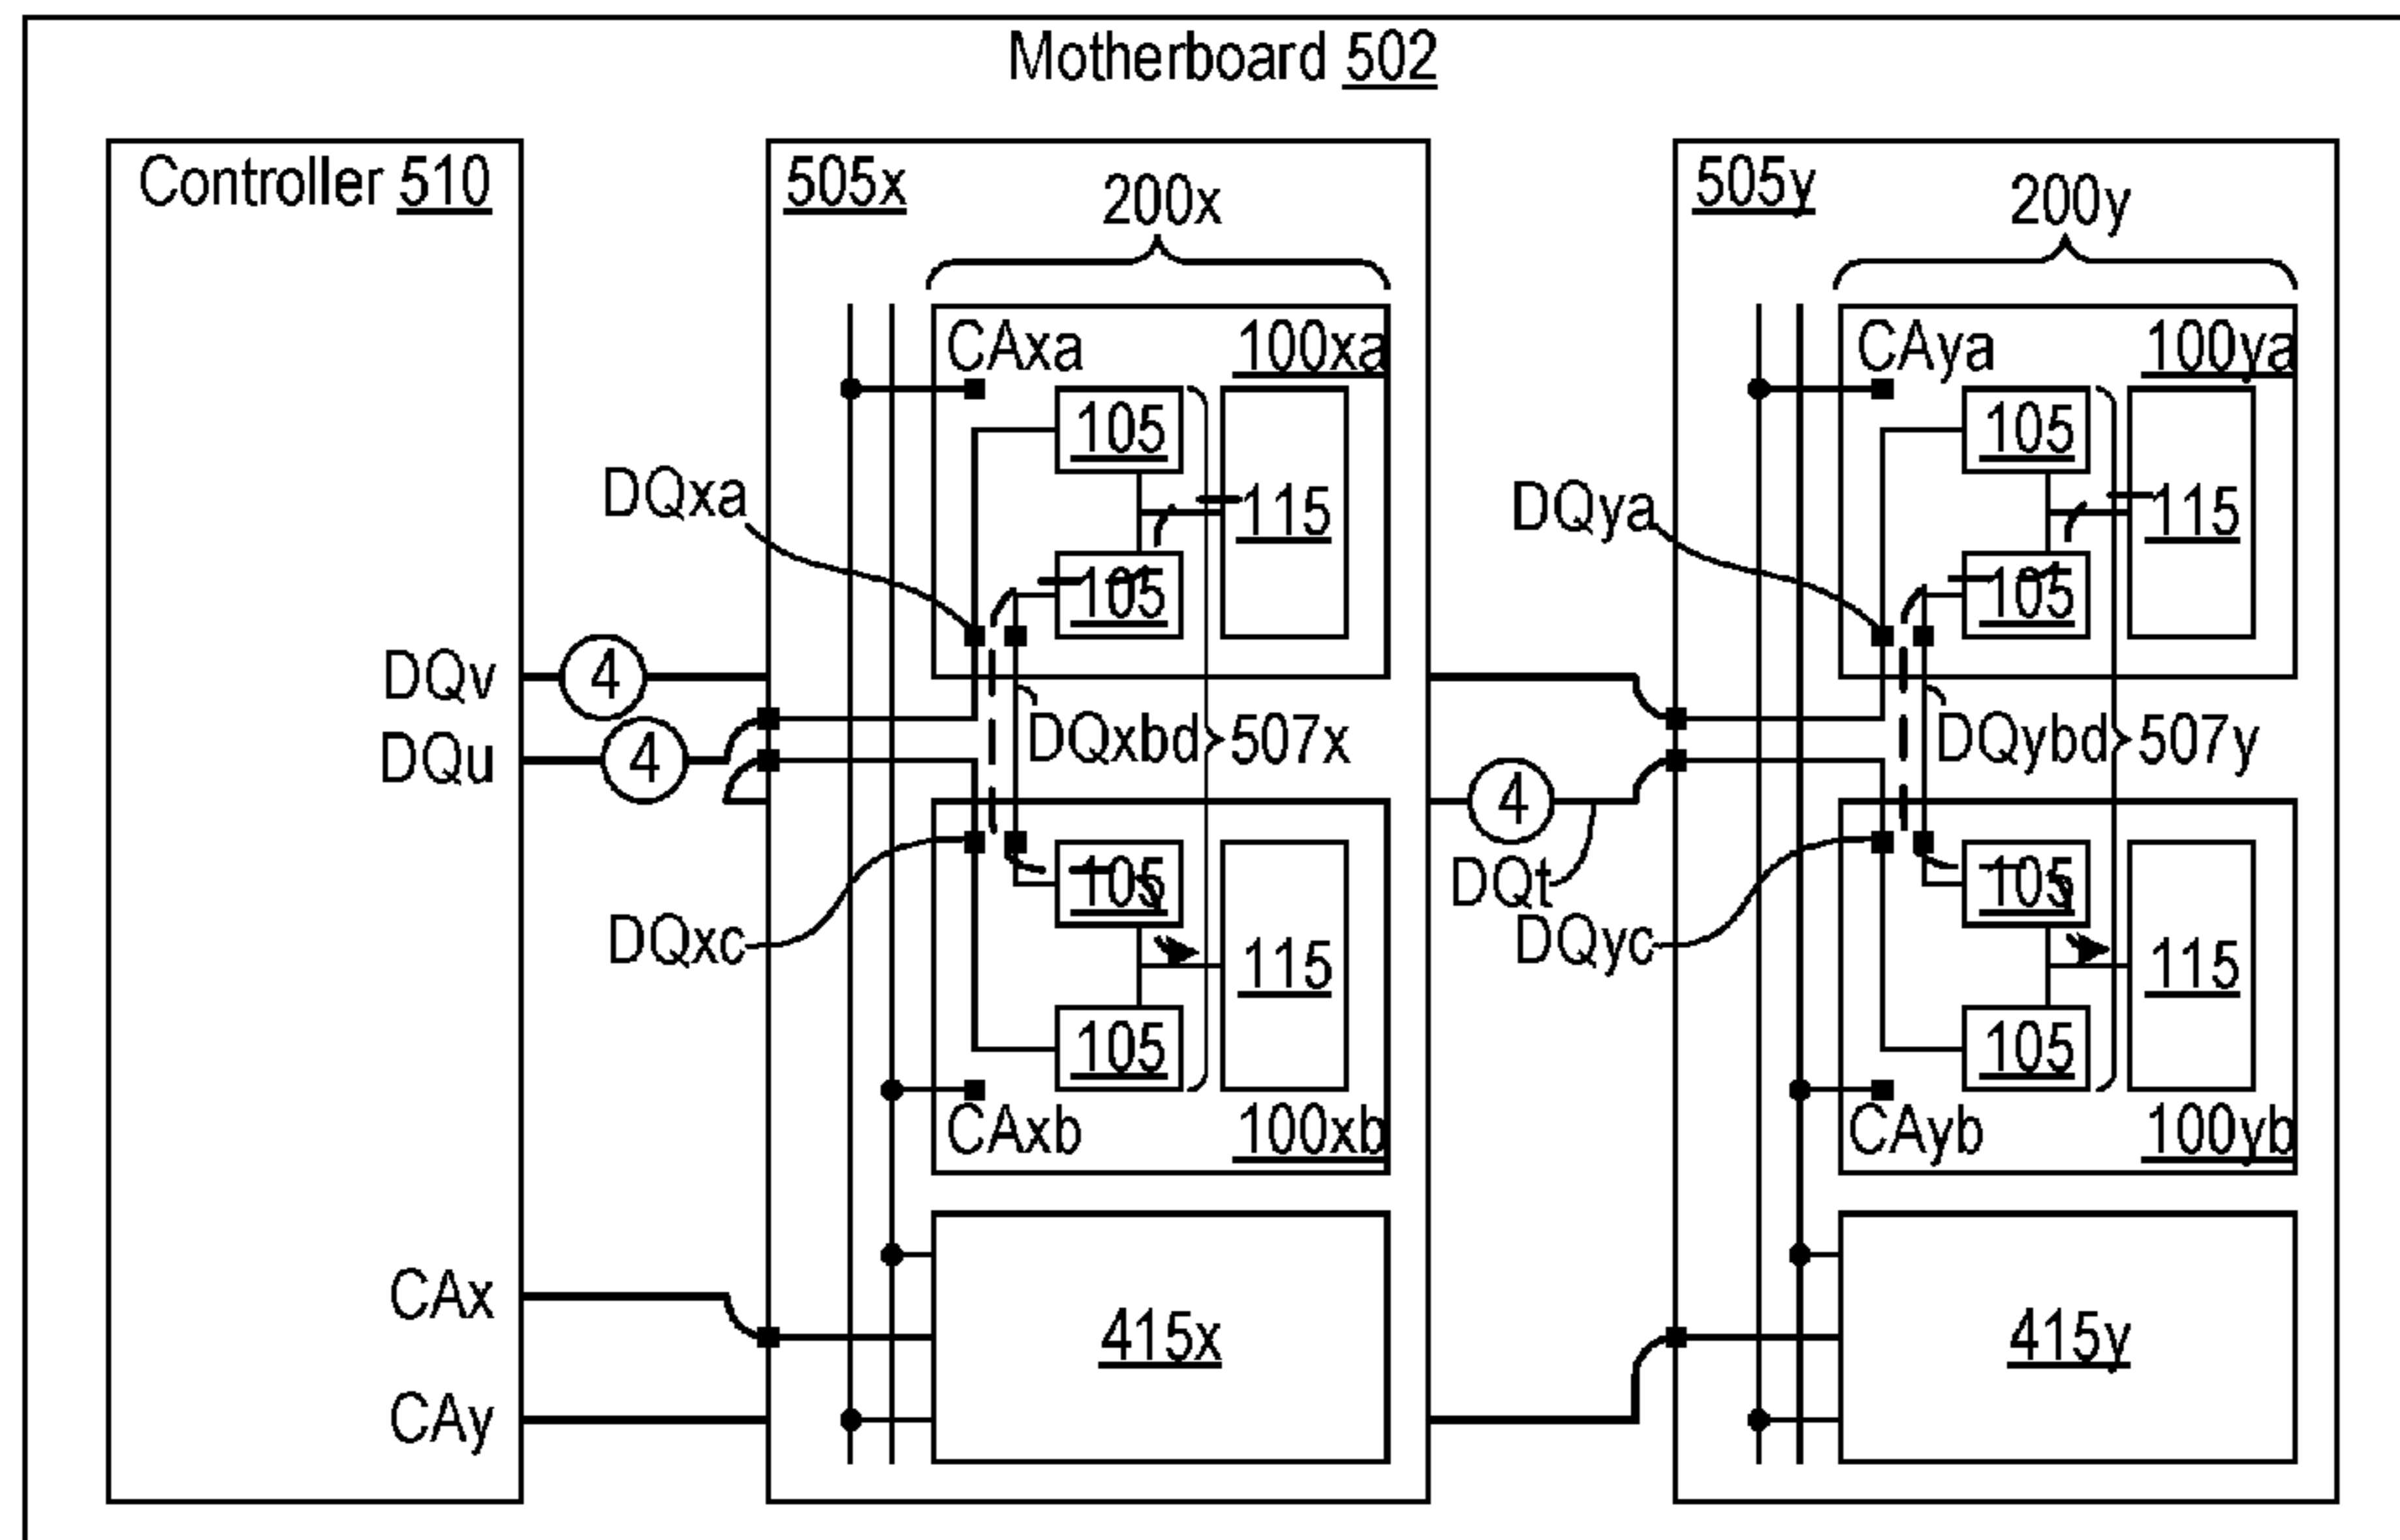 Motherboard 502
Controller 510
505x
200x
505y
200y
CAxa
100xa
CAya
100ya
105
115
105
DQxa
105
115
105
DQya
DQv
4
DQu
4
DQxbd
507x
DQybd
507y
4
DQt
105
115
105
DQxc
105
115
105
DQyc
CAxb
100xb
CAyb
100yb
CAx
415x
415y
CAy